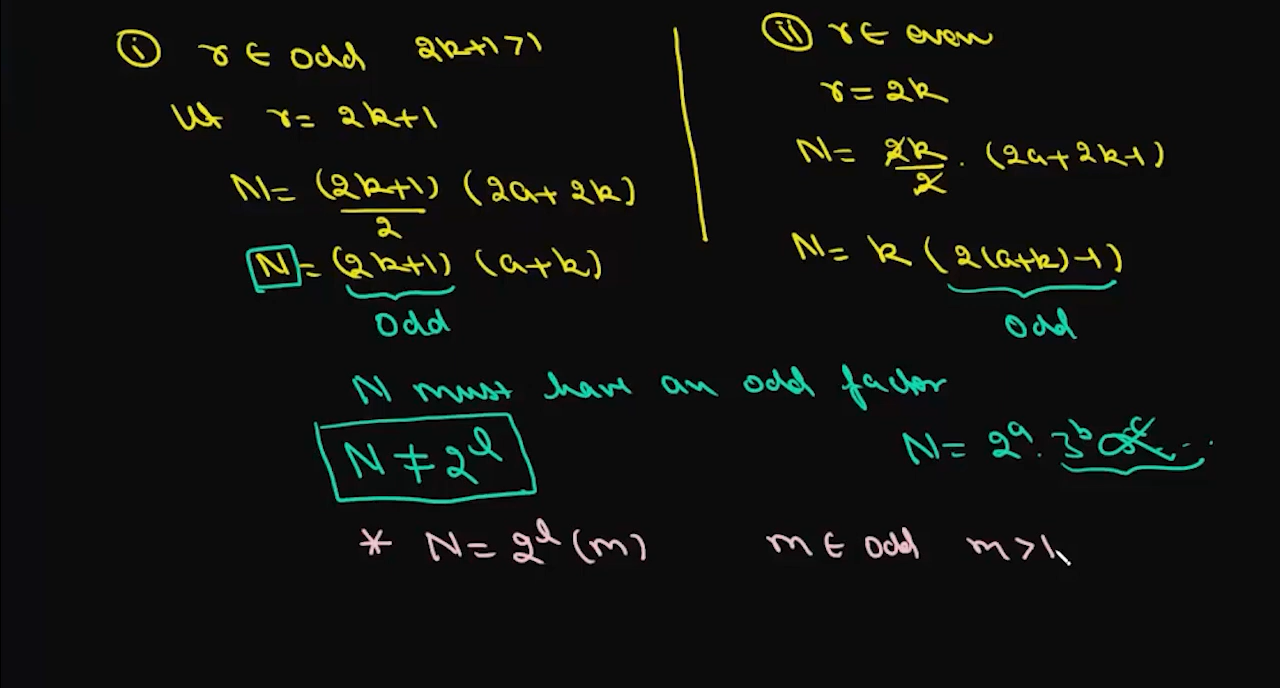 (i) r ∈ odd 2k+1>1
let r = 2k+1
N = (2k+1)/2 (2a+2k)
N = (2k+1) (a+k)
odd
(ii) r ∈ even
r = 2k
N = 2k/2 . (2a+2k-1)
N = k (2(a+k)-1)
odd
N must have an odd factor
N ≠ 2^l
N = 2^a . 3^b ...
* N = 2^l (m) m ∈ odd m>1